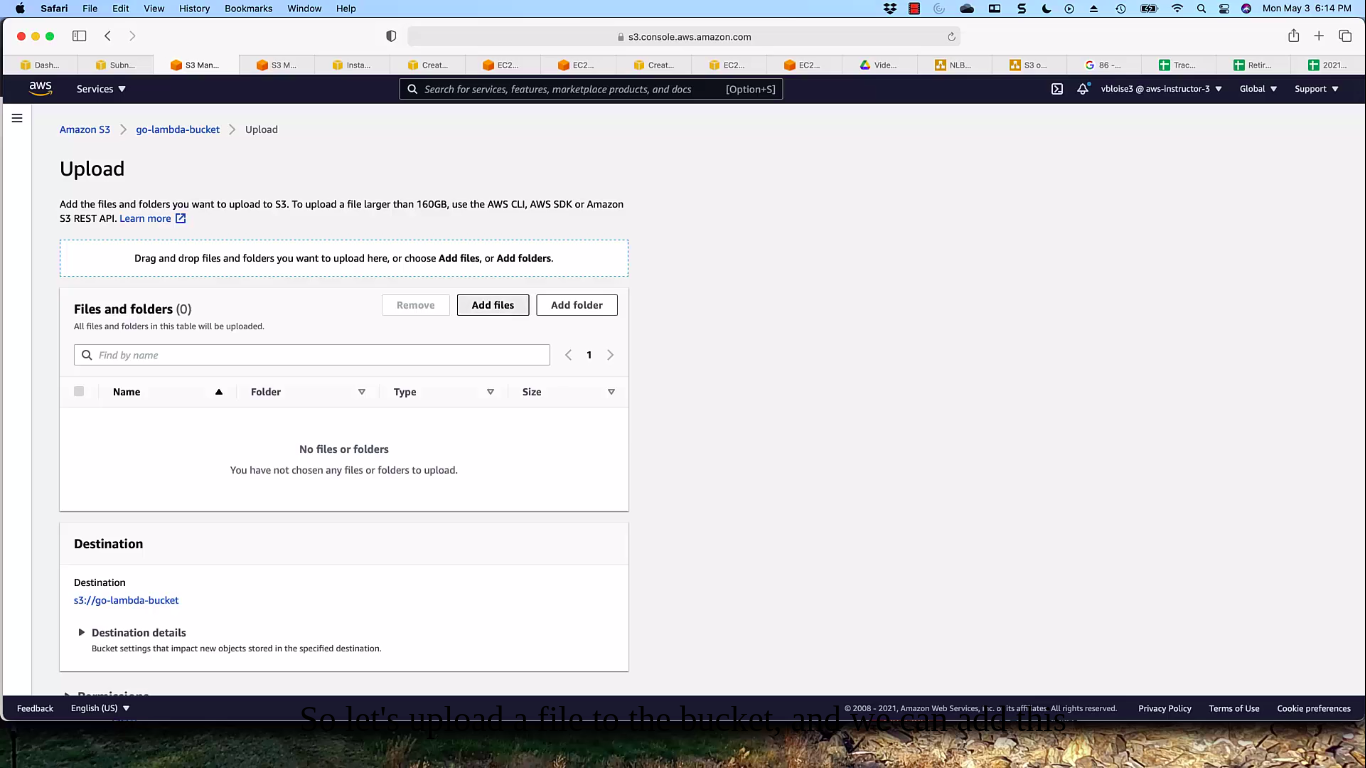 Safari File Edit View History Bookmarks Window Help Mon May 3 6:14 PM
s3.console.aws.amazon.com
Dash... Subn... S3 Man... S3 M... Insta... Creat... EC2... EC2... Creat... EC2... EC2... Vide... NLB... S3 o... 86 -... Trac... Retir... 2021...
aws Services Search for services, features, marketplace products, and docs [Option+S] vbloise3 @ aws-instructor-3 Global Support
Amazon S3 go-lambda-bucket Upload
Upload
Add the files and folders you want to upload to S3. To upload a file larger than 160GB, use the AWS CLI, AWS SDK or Amazon
S3 REST API. Learn more
Drag and drop files and folders you want to upload here, or choose Add files, or Add folders.
Files and folders (0) Remove Add files Add folder
All files and folders in this table will be uploaded.
Find by name 1
Name Folder Type Size
No files or folders
You have not chosen any files or folders to upload.
Destination
Destination
s3://go-lambda-bucket
Destination details
Bucket settings that impact new objects stored in the specified destination.
Permissions
Feedback English (US) © 2008 - 2021, Amazon Web Services, Inc. or its affiliates. All rights reserved. Privacy Policy Terms of Use Cookie preferences
So let's upload a file to the bucket, and we can add this